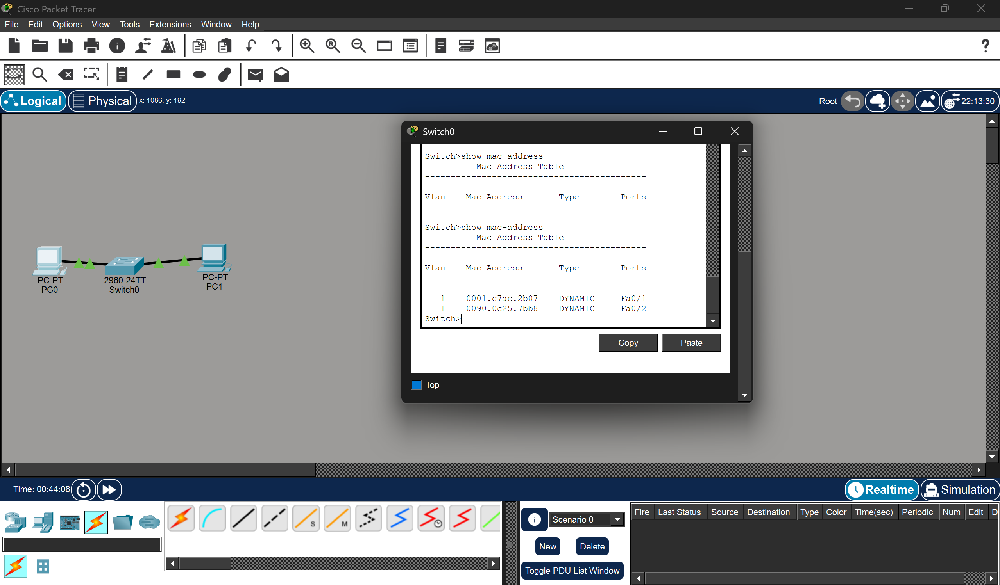 Cisco Packet Tracer
File Edit Options View Tools Extensions Window Help
Logical Physical x: 1086, y: 192 Root 22:13:30
Switch0
Switch>show mac-address
Mac Address Table
-------------------------------------------
Vlan Mac Address Type Ports
---- ----------- -------- -----
Switch>show mac-address
Mac Address Table
-------------------------------------------
Vlan Mac Address Type Ports
---- ----------- -------- -----
1 0001.c7ac.2b07 DYNAMIC Fa0/1
1 0090.0c25.7bb8 DYNAMIC Fa0/2
Switch>
Copy Paste
Top
PC-PT
PC0
2960-24TT
Switch0
PC-PT
PC1
Time: 00:44:08 Realtime Simulation
S M
Scenario 0
New Delete
Toggle PDU List Window
Fire Last Status Source Destination Type Color Time(sec) Periodic Num Edit D